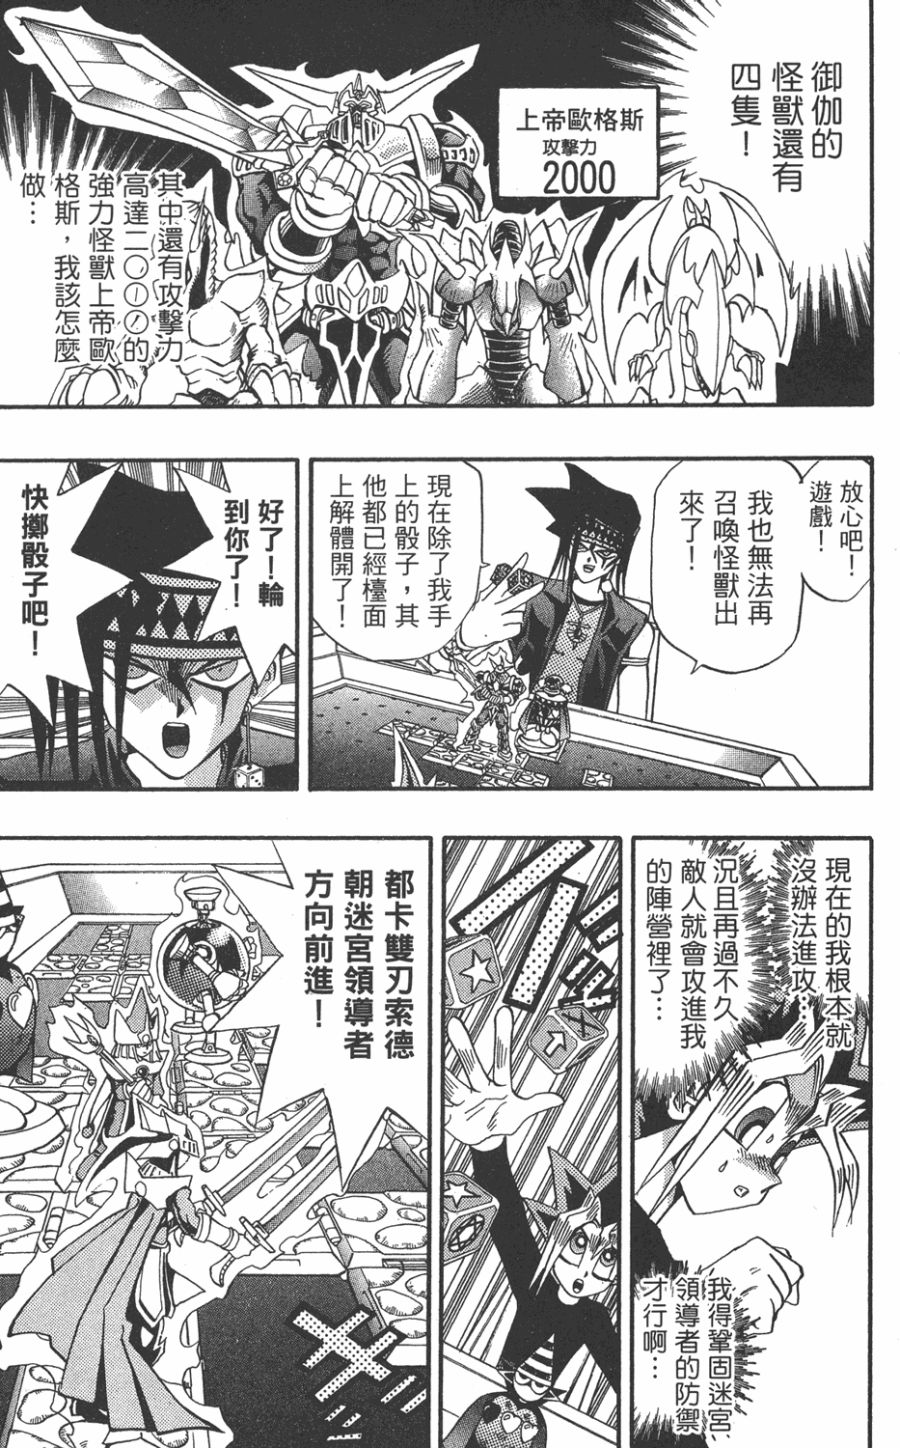 御伽的
怪獸還有
四隻！
上帝歐格斯
攻擊力
2000
其中還有攻擊力
高達二〇〇〇的
強力怪獸上帝歐
格斯，我該怎麼
做…
放心吧！
遊戲！
我也無法再
召喚怪獸出
來了！
現在除了我手
上的骰子，其
他都已經檯面
上解體開了！
好了！輪
到你了！
快擲骰子吧！
現在的我根本就
沒辦法進攻…
況且再過不久
敵人就會攻進我
的陣營裡了…
我得鞏固迷宮
領導者的防禦
才行啊…
都卡雙刃索德
朝迷宮領導者
方向前進！